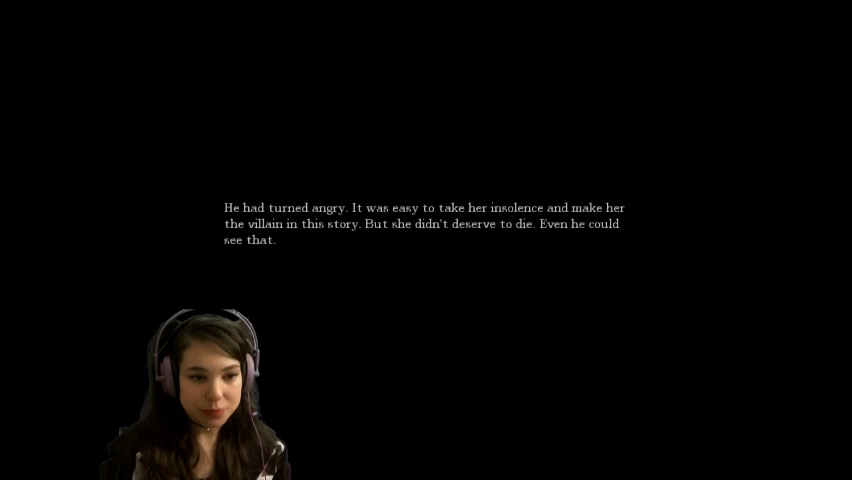 He had turned angry. It was easy to take her insolence and make her
the villain in this story. But she didn't deserve to die. Even he could
see that.